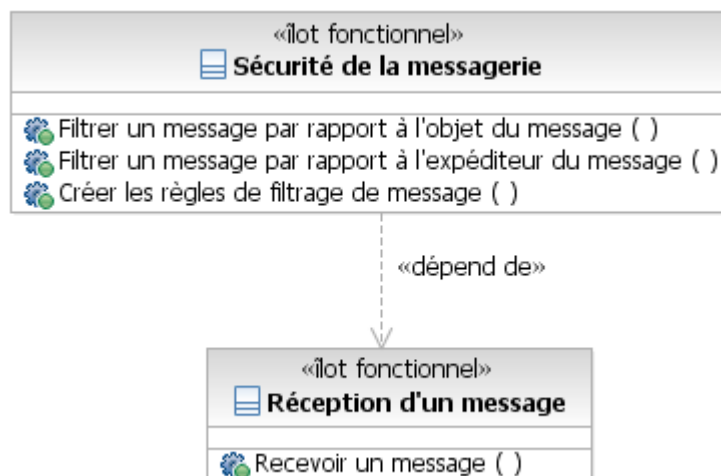 «îlot fonctionnel»
Sécurité de la messagerie
Filtrer un message par rapport à l'objet du message ( )
Filtrer un message par rapport à l'expéditeur du message ( )
Créer les règles de filtrage de message ( )
«dépend de»
«îlot fonctionnel»
Réception d'un message
Recevoir un message ( )